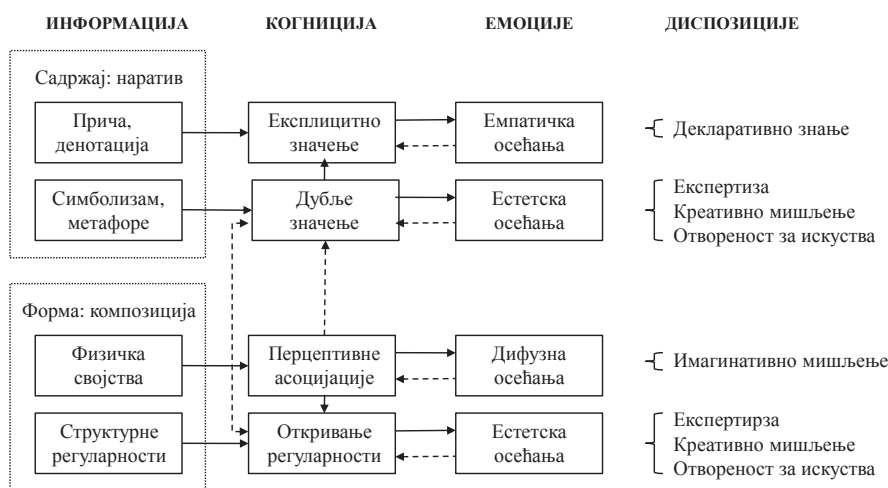 ИНФОРМАЦИЈА КОГНИЦИЈА ЕМОЦИЈЕ ДИСПОЗИЦИЈЕ
Садржај: наратив
Прича,
денотација
Експлицитно
значење
Емпатичка
осећања
Декларативно знање
Симболизам,
метафоре
Дубље
значење
Естетска
осећања
Експертиза
Креативно мишљење
Отвореност за искуства
Форма: композиција
Физичка
својства
Перцептивне
асоцијације
Дифузна
осећања
Имагинативно мишљење
Структурне
регуларности
Откривање
регуларности
Естетска
осећања
Експертирза
Креативно мишљење
Отвореност за искуства